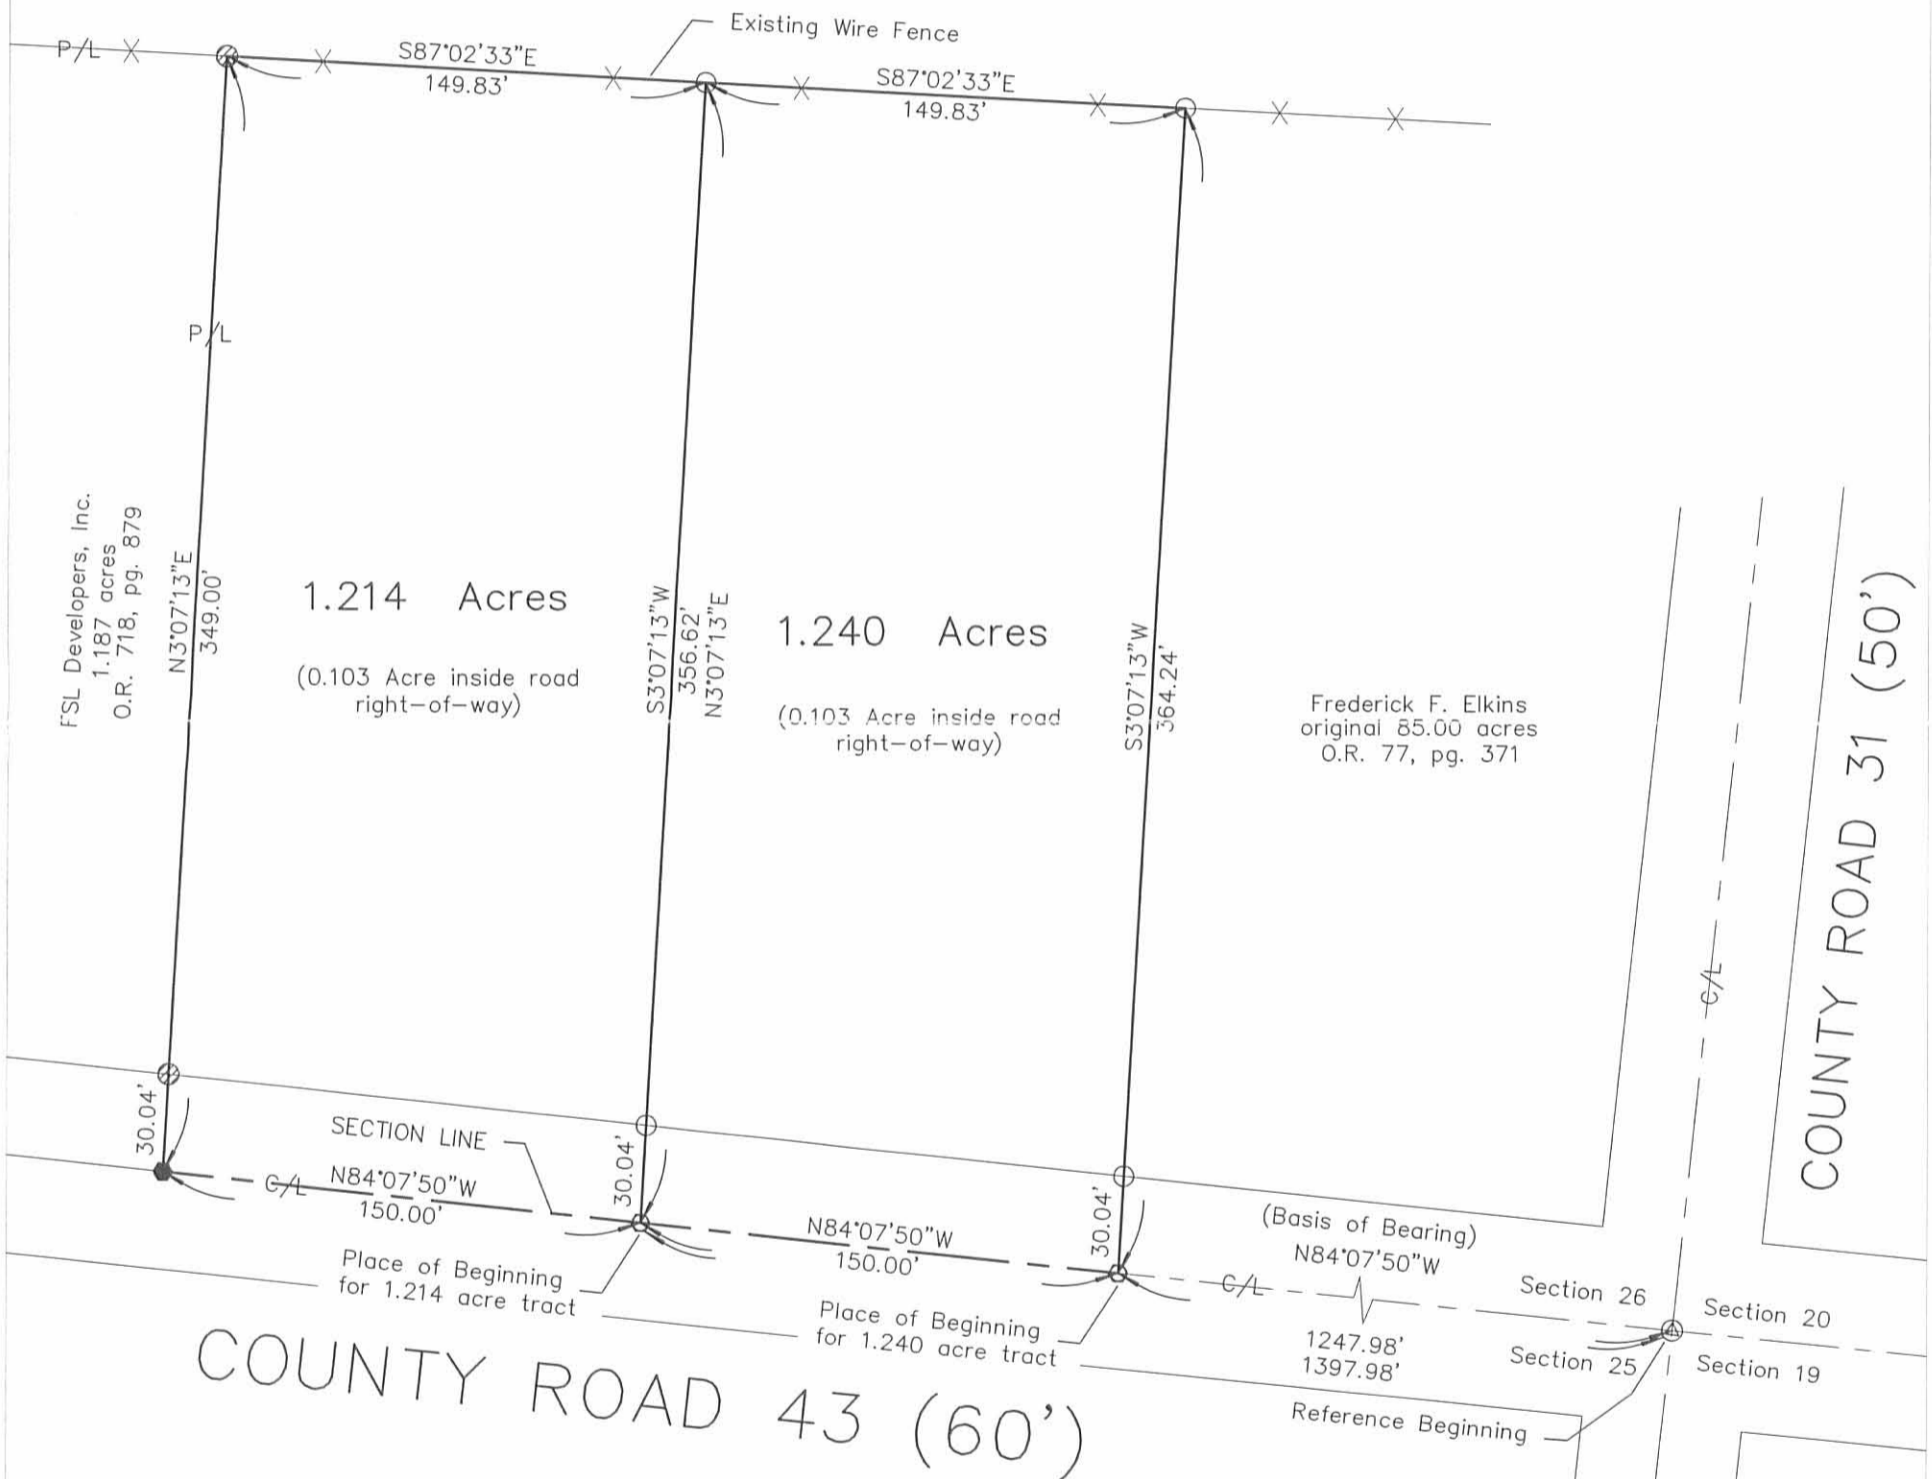 Existing Wire Fence
P/L
S87°02'33"E
149.83'
S87°02'33"E
149.83'
P/L
FSL Developers, Inc.
1.187 acres
O.R. 718, pg. 879
N3°07'13"E
349.00'
1.214 Acres
(0.103 Acre inside road
right-of-way)
S3°07'13"W
356.62'
N3°07'13"E
1.240 Acres
(0.103 Acre inside road
right-of-way)
S3°07'13"W
364.24'
Frederick F. Elkins
original 85.00 acres
O.R. 77, pg. 371
COUNTY ROAD 31 (50')
C/L
30.04'
SECTION LINE
C/L
N84°07'50"W
150.00'
30.04'
N84°07'50"W
150.00'
30.04'
(Basis of Bearing)
N84°07'50"W
C/L
1247.98'
1397.98'
Section 26
Section 20
Section 25
Section 19
Place of Beginning
for 1.214 acre tract
Place of Beginning
for 1.240 acre tract
Reference Beginning
COUNTY ROAD 43 (60')